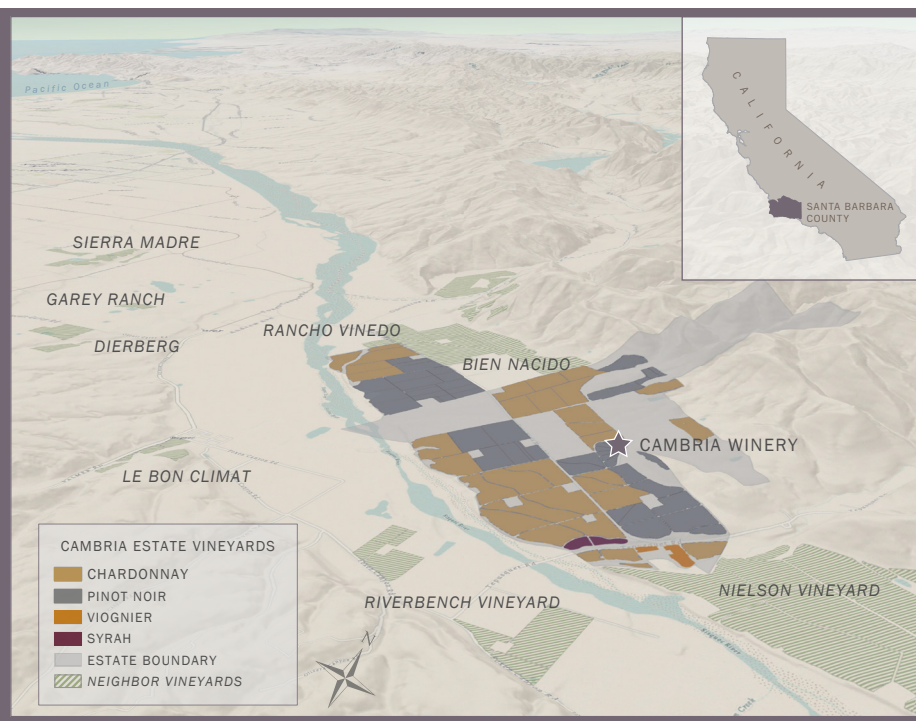 Pacific Ocean
CALIFORNIA
SANTA BARBARA
COUNTY
SIERRA MADRE
GAREY RANCH
DIERBERG
RANCHO VINEDO
BIEN NACIDO
CAMBRIA WINERY
LE BON CLIMAT
RIVERBENCH VINEYARD
NIELSON VINEYARD
CAMBRIA ESTATE VINEYARDS
CHARDONNAY
PINOT NOIR
VIOGNIER
SYRAH
ESTATE BOUNDARY
NEIGHBOR VINEYARDS
N
Creek